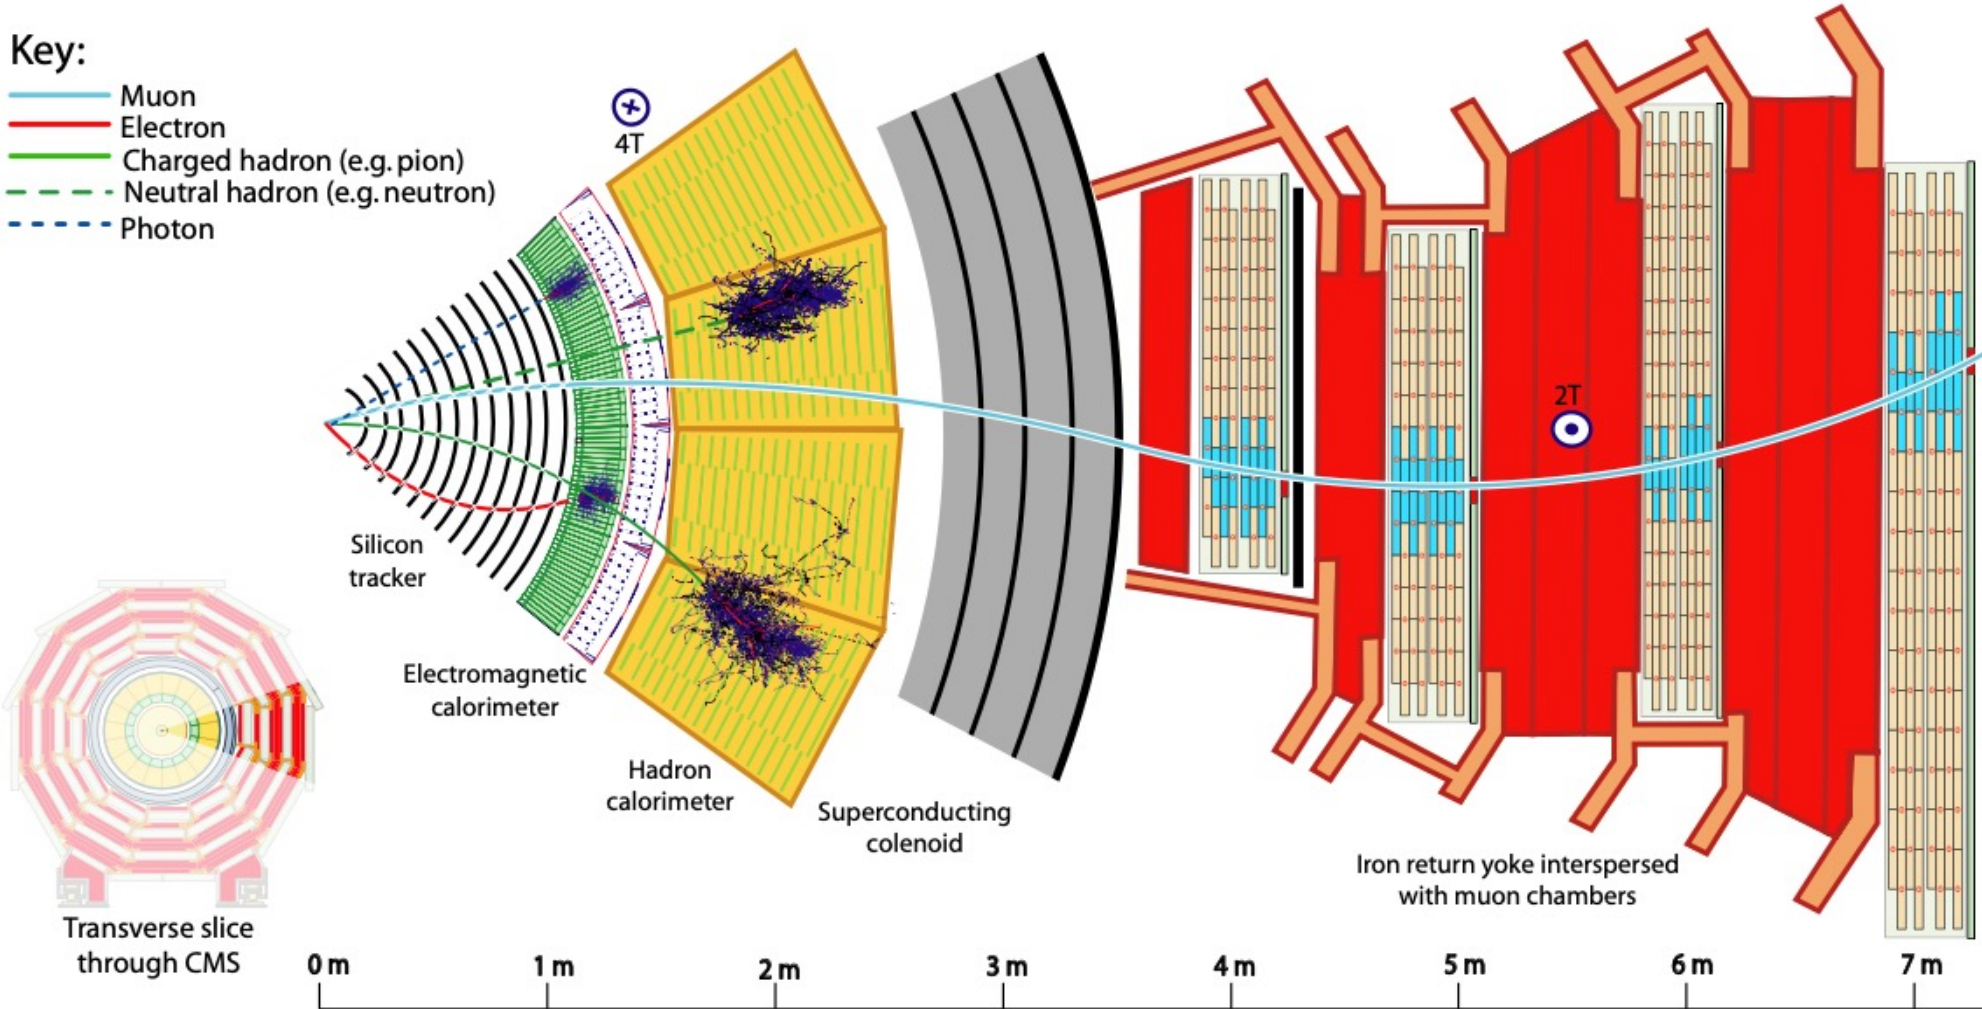 Key:
Muon
Electron
Charged hadron (e.g. pion)
Neutral hadron (e.g. neutron)
Photon
4T
2T
Silicon
tracker
Electromagnetic
calorimeter
Hadron
calorimeter
Superconducting
colenoid
Iron return yoke interspersed
with muon chambers
Transverse slice
through CMS
0 m
1 m
2 m
3 m
4 m
5 m
6 m
7 m